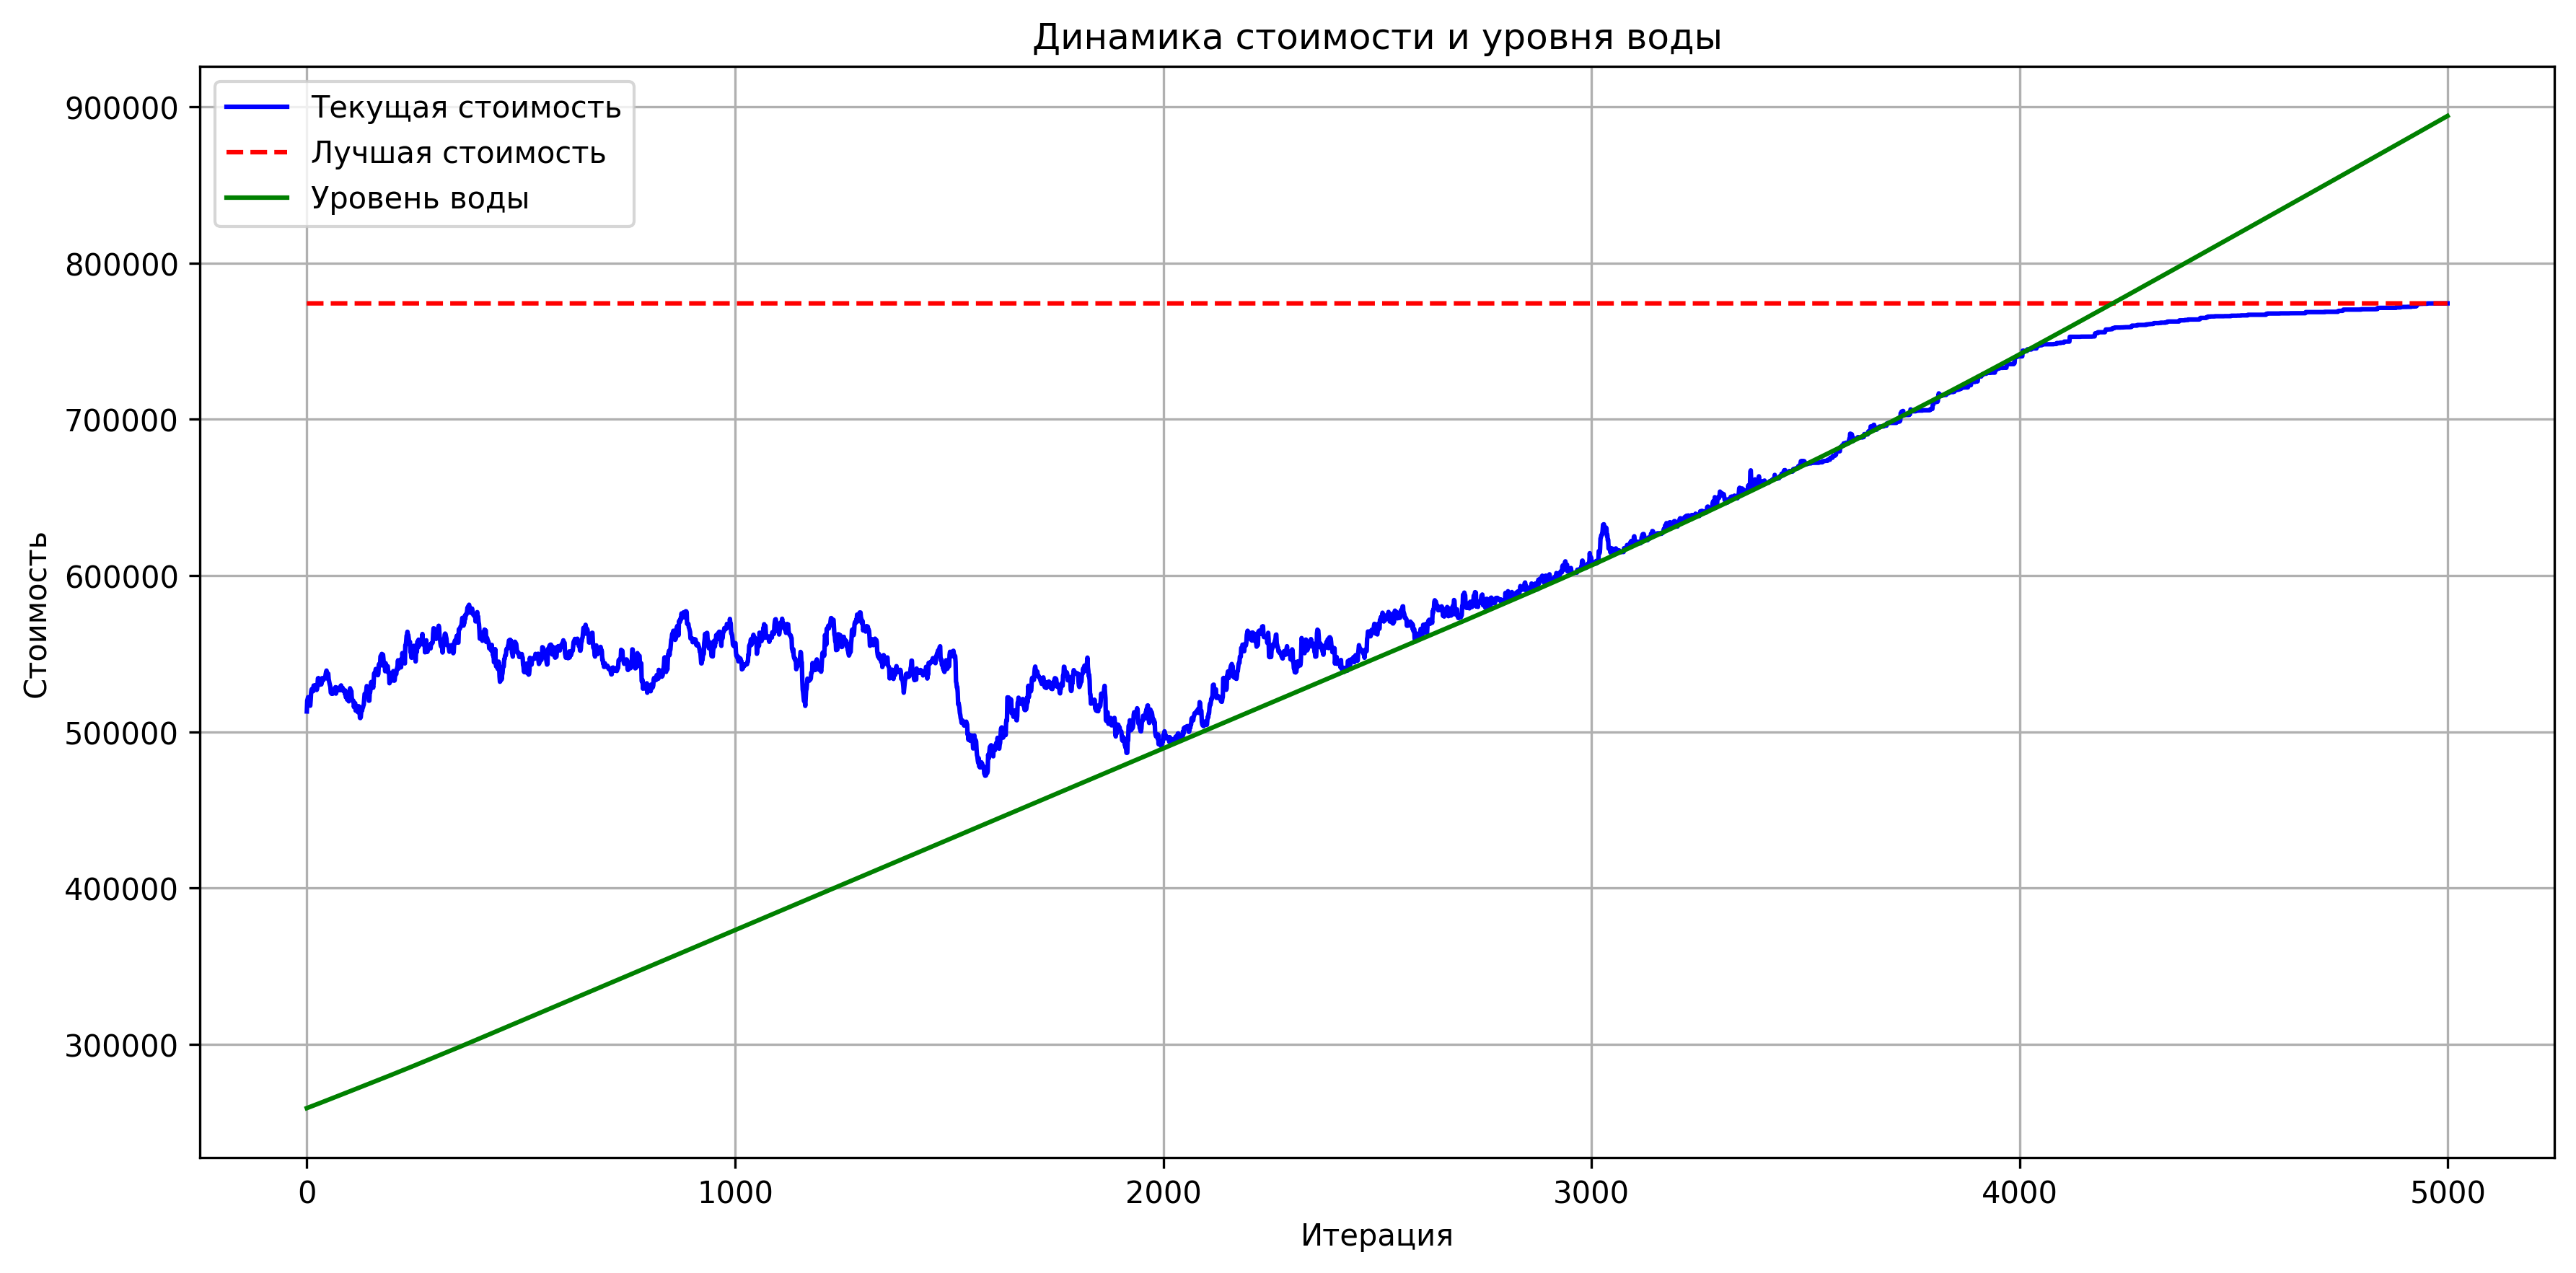 Динамика стоимости и уровня воды
Текущая стоимость
Лучшая стоимость
Уровень воды
Стоимость
900000
800000
700000
600000
500000
400000
300000
0 1000 2000 3000 4000 5000
Итерация